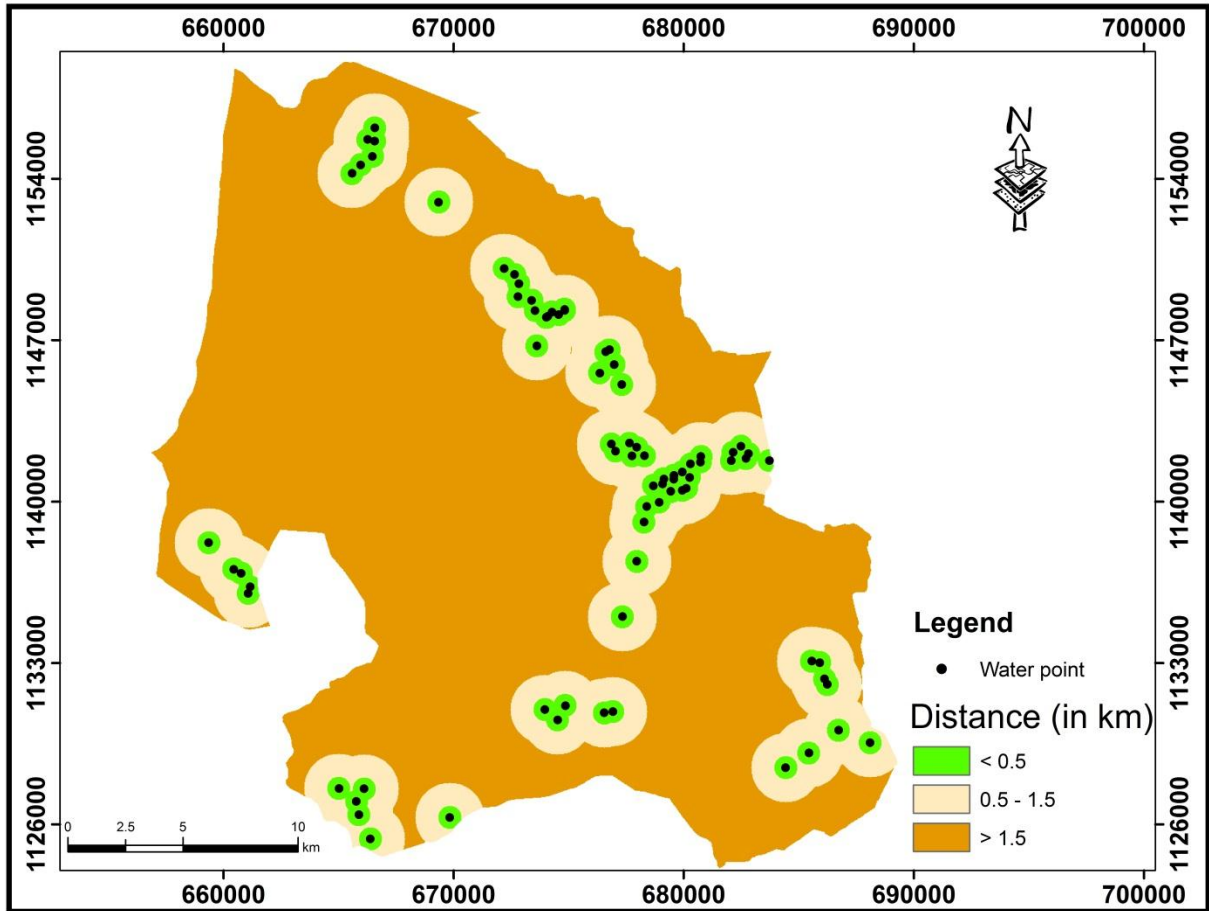 660000 670000 680000 690000 700000
N
1154000 1154000
1147000 1147000
1140000 1140000
1133000 1133000
1126000 1126000
Legend
Water point
Distance (in km)
< 0.5
0.5 - 1.5
> 1.5
0 2.5 5 10
km
660000 670000 680000 690000 700000